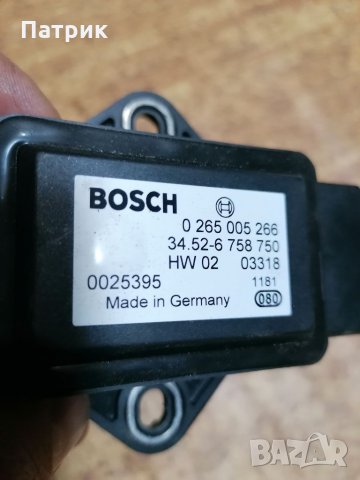 Патрик
BOSCH
0 265 005 266
34.52-6 758 750
HW 02 03318
0025395 1181
Made in Germany 080
BAZAR